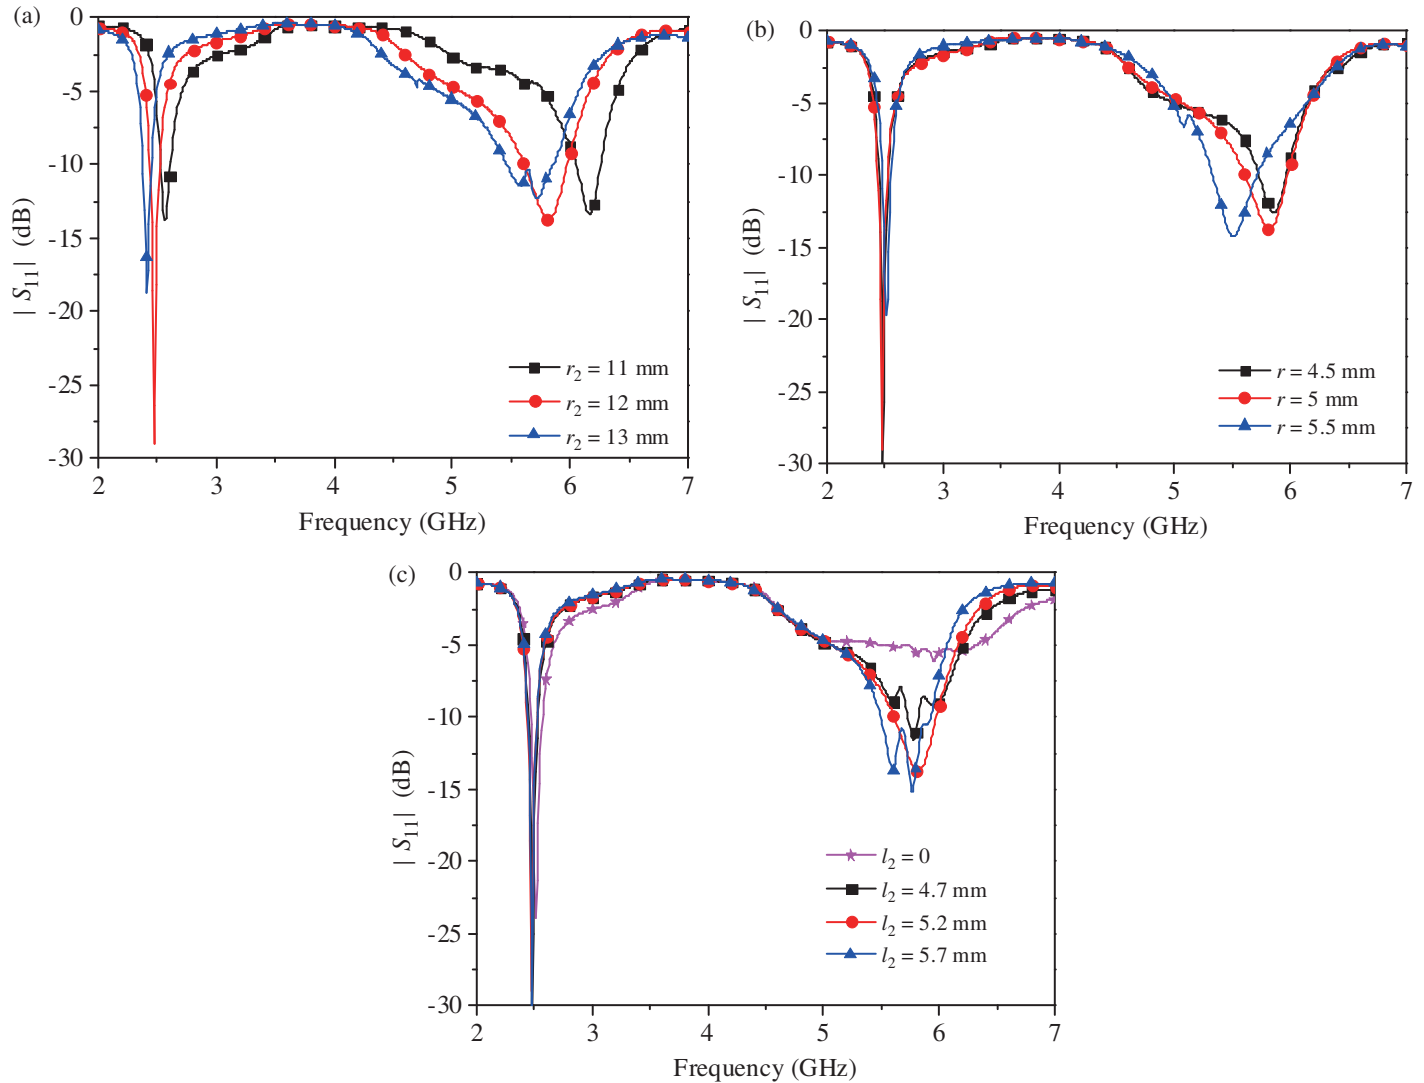 (a)
0
-5
-10
-15
-20
-25
-30
| S11| (dB)
r2 = 11 mm
r2 = 12 mm
r2 = 13 mm
2 3 4 5 6 7
Frequency (GHz)
(b)
0
-5
-10
-15
-20
-25
-30
| S11| (dB)
r = 4.5 mm
r = 5 mm
r = 5.5 mm
2 3 4 5 6 7
Frequency (GHz)
(c)
0
-5
-10
-15
-20
-25
-30
| S11| (dB)
l2 = 0
l2 = 4.7 mm
l2 = 5.2 mm
l2 = 5.7 mm
2 3 4 5 6 7
Frequency (GHz)